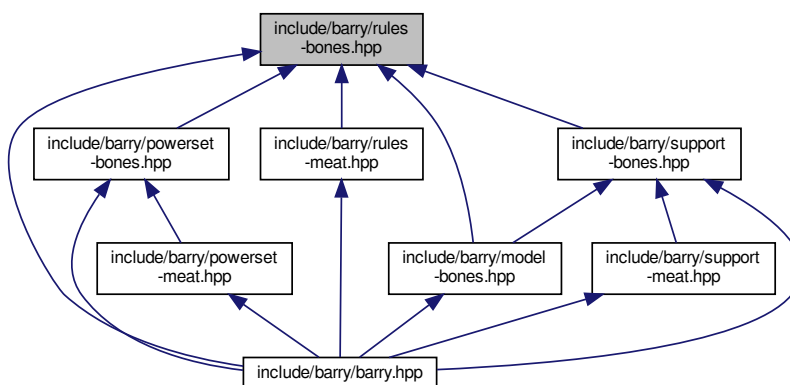 include/barry/rules
-bones.hpp
include/barry/powerset
-bones.hpp
include/barry/rules
-meat.hpp
include/barry/support
-bones.hpp
include/barry/powerset
-meat.hpp
include/barry/model
-bones.hpp
include/barry/support
-meat.hpp
include/barry/barry.hpp